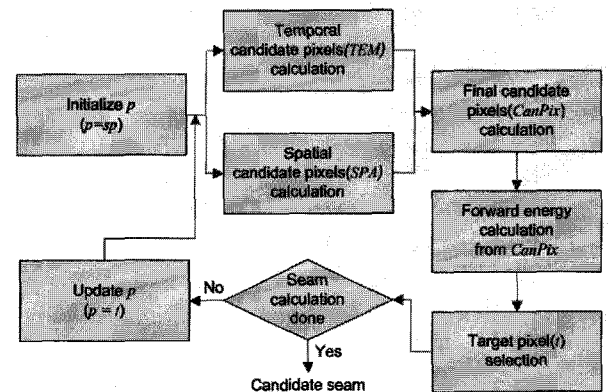 Temporal
candidate pixels(TEM)
calculation
Initialize p
(p=sp)
Final candidate
pixels(CanPix)
calculation
Spatial
candidate pixels(SPA)
calculation
Forward energy
calculation
from CanPix
Update p
(p = t)
No
Seam
calculation
done
Yes
Target pixel(t)
selection
Candidate seam